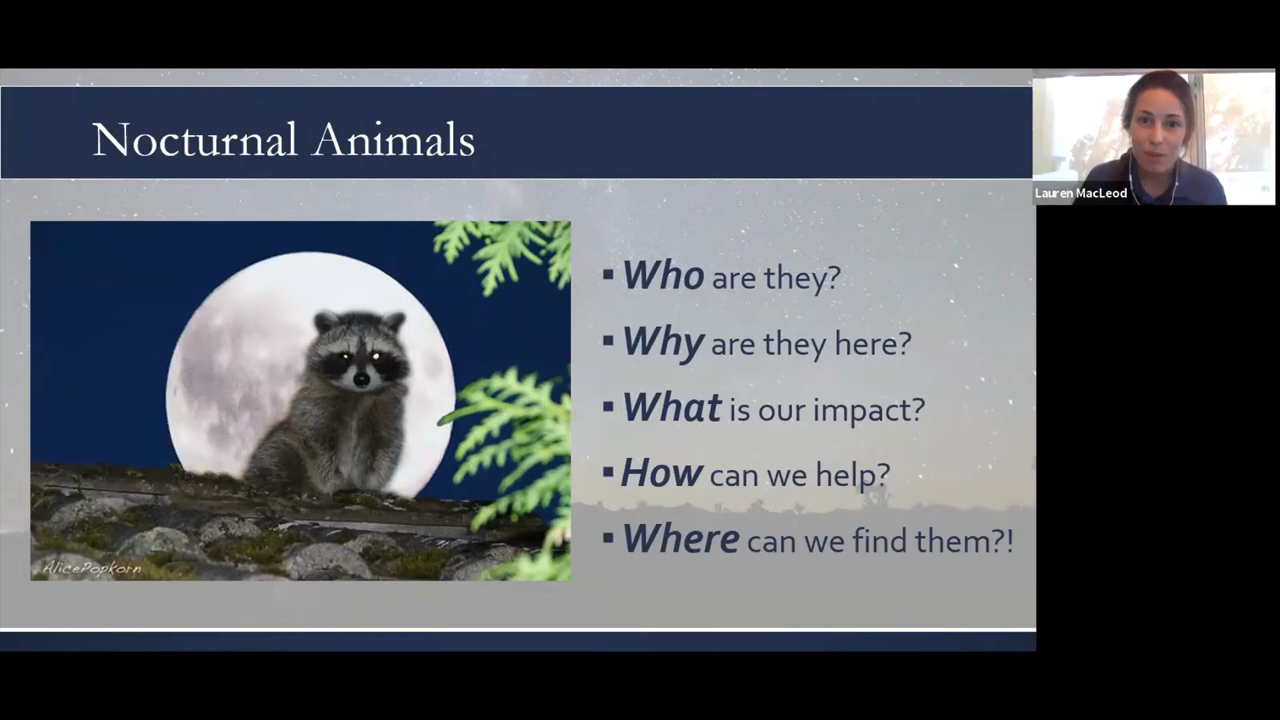 Nocturnal Animals
Lauren MacLeod
▪ Who are they?
▪ Why are they here?
▪ What is our impact?
▪ How can we help?
▪ Where can we find them?!
AlicePopkorn